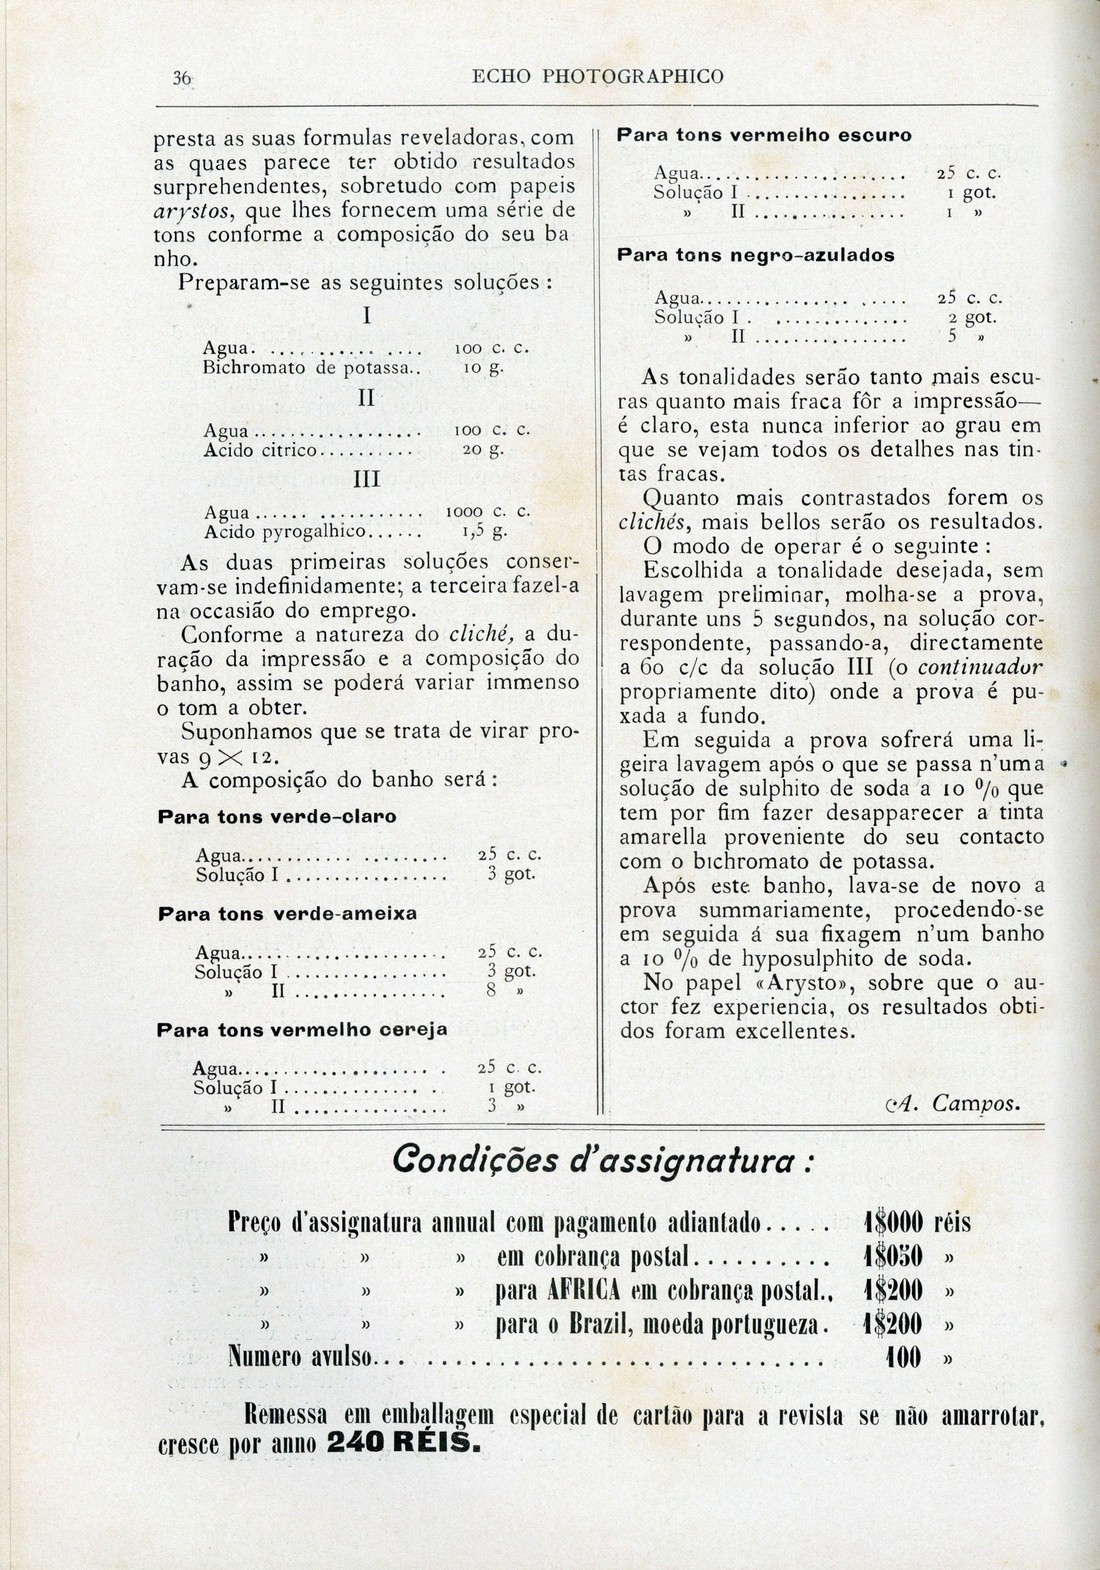 36
ECHO PHOTOGRAPHICO
presta as suas formulas reveladoras, com
as quaes parece ter obtido resultados
surprehendentes, sobretudo com papeis
arystos, que lhes fornecem uma série de
tons conforme a composição do seu ba
nho.
Preparam-se as seguintes soluções :
I
Agua. .................. 100 c. c.
Bichromato de potassa.. 10 g.
II
Agua .................. 100 c. c.
Acido citrico.......... 20 g.
III
Agua ...... ........... 1000 c. c.
Acido pyrogalhico...... 1,5 g.
As duas primeiras soluções conser-
vam-se indefinidamente; a terceira fazel-a
na occasião do emprego.
Conforme a natureza do cliché, a du-
ração da impressão e a composição do
banho, assim se poderá variar immenso
o tom a obter.
Suponhamos que se trata de virar pro-
vas 9 X 12.
A composição do banho será :
Para tons verde-claro
Agua............. ......... 25 c. c.
Solução I ................. 3 got.
Para tons verde-ameixa
Agua....................... 25 c. c.
Solução I ................. 3 got.
» II ................ 8 »
Para tons vermelho cereja
Agua..................... . 25 c. c.
Solução I ............... . 1 got.
» II ................ 3 »
Para tons vermelho escuro
Agua....................... 25 c. c.
Solução I ................. 1 got.
» II ................ 1 »
Para tons negro-azulados
Agua................ . ..... 25 c. c.
Solução I . .............. 2 got.
» II ................ 5 »
As tonalidades serão tanto mais escu-
ras quanto mais fraca fôr a impressão—
é claro, esta nunca inferior ao grau em
que se vejam todos os detalhes nas tin-
tas fracas.
Quanto mais contrastados forem os
clichés, mais bellos serão os resultados.
O modo de operar é o seguinte :
Escolhida a tonalidade desejada, sem
lavagem preliminar, molha-se a prova,
durante uns 5 segundos, na solução cor-
respondente, passando-a, directamente
a 60 c/c da solução III (o continuador
propriamente dito) onde a prova é pu-
xada a fundo.
Em seguida a prova sofrerá uma li-
geira lavagem após o que se passa n'uma
solução de sulphito de soda a 10 % que
tem por fim fazer desapparecer a tinta
amarella proveniente do seu contacto
com o bichromato de potassa.
Após este banho, lava-se de novo a
prova summariamente, procedendo-se
em seguida á sua fixagem n'um banho
a 10 % de hyposulphito de soda.
No papel «Arysto», sobre que o au-
ctor fez experiencia, os resultados obti-
dos foram excellentes.
A. Campos.
Condições d'assignatura :
Preço d'assignatura annual com pagamento adiantado..... 1$000 réis
» » » em cobrança postal.......... 1$050 »
» » » para AFRICA em cobrança postal.. 1$200 »
» » » para o Brazil, moeda portugueza. 1$200 »
Numero avulso... ............................. 100 »
Remessa em emballagem especial de cartão para a revista se não amarrotar,
cresce por anno 240 RÉIS.